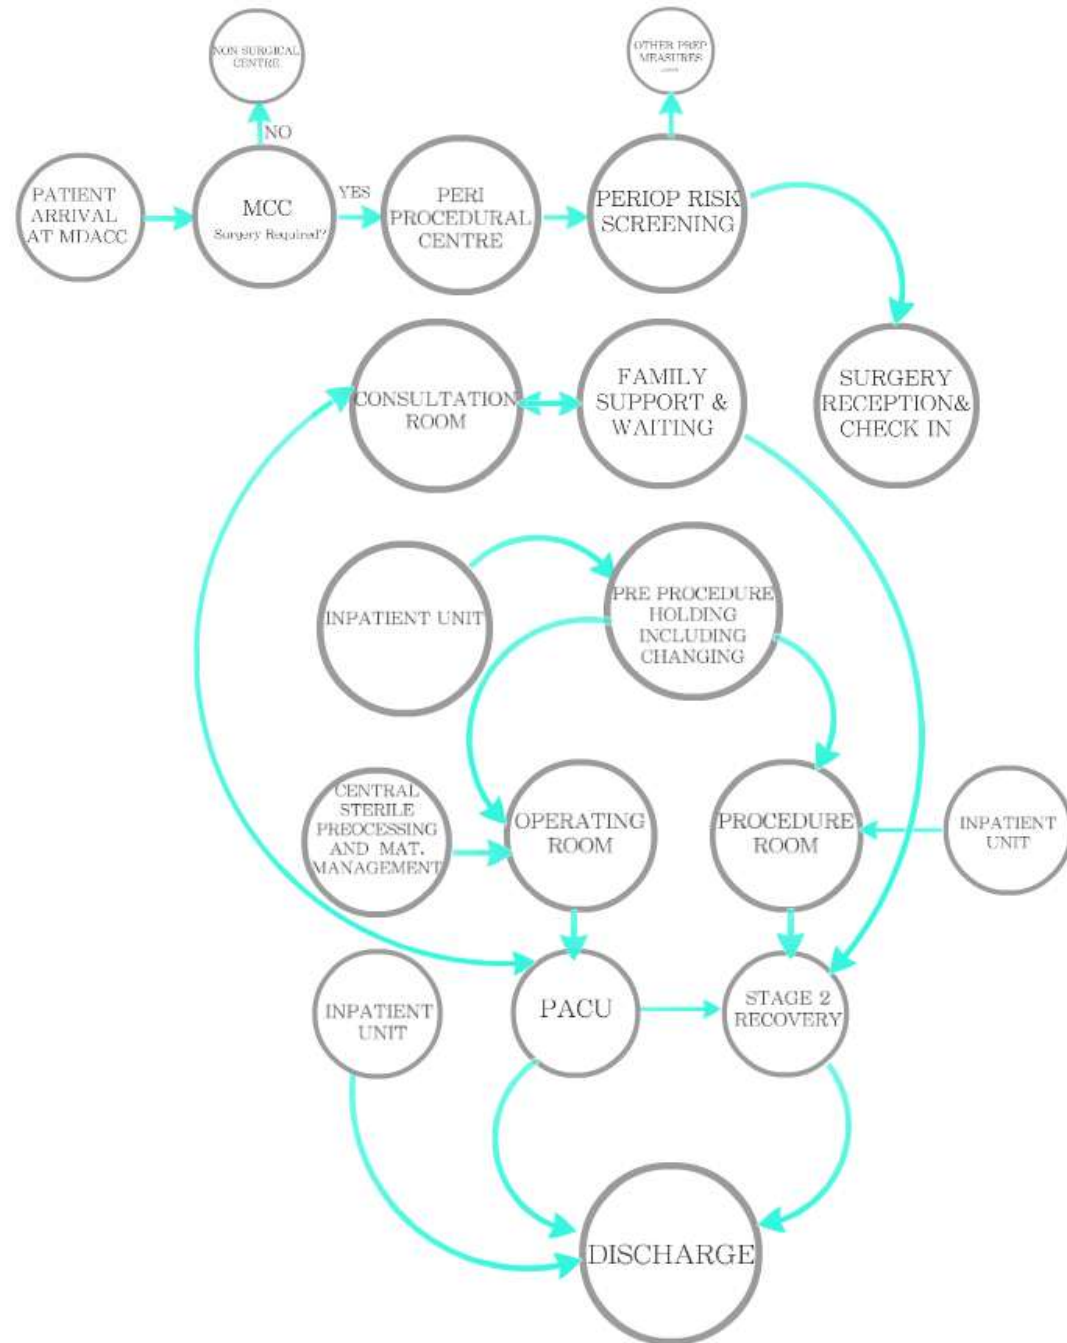 NON SURGICAL
CENTRE
OTHER PREP
MEASURES
NO
PATIENT
ARRIVAL
AT MDACC
MCC
Surgery Required?
YES
PERI
PROCEDURAL
CENTRE
PERIOP RISK
SCREENING
CONSULTATION
ROOM
FAMILY
SUPPORT &
WAITING
SURGERY
RECEPTION&
CHECK IN
INPATIENT UNIT
PRE PROCEDURE
HOLDING
INCLUDING
CHANGING
CENTRAL
STERILE
PREOCESSING
AND MAT.
MANAGEMENT
OPERATING
ROOM
PROCEDURE
ROOM
INPATIENT
UNIT
INPATIENT
UNIT
PACU
STAGE 2
RECOVERY
DISCHARGE